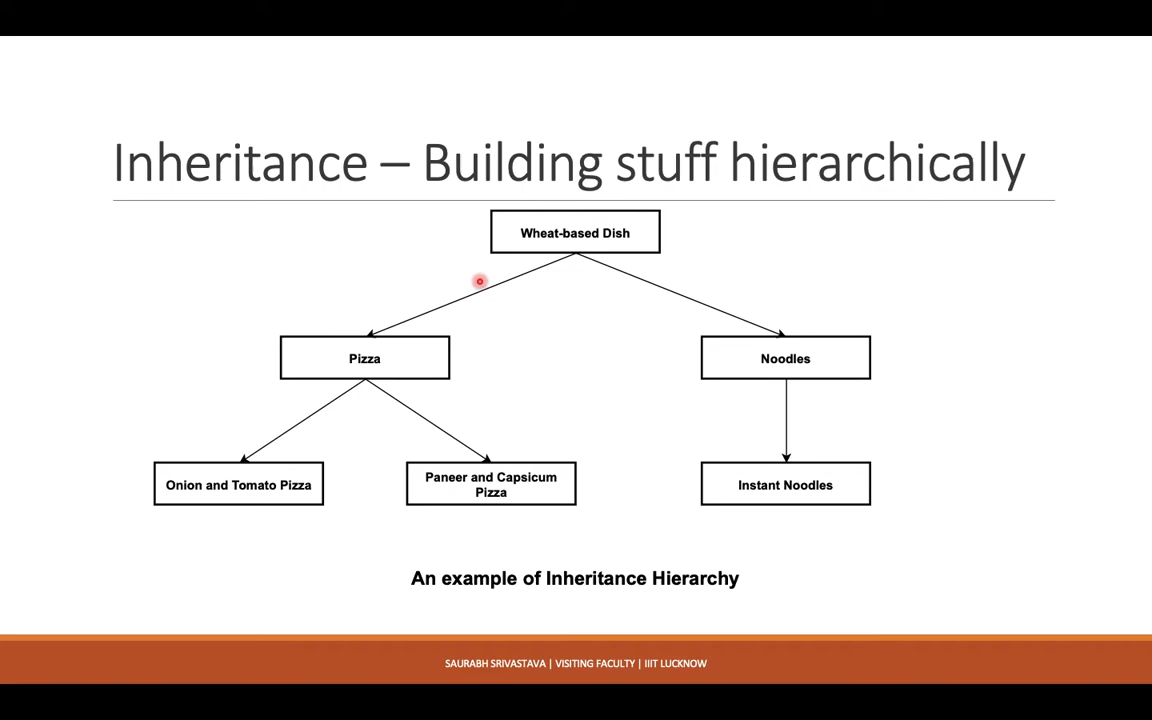 Inheritance – Building stuff hierarchically
Wheat-based Dish
Pizza
Noodles
Onion and Tomato Pizza
Paneer and Capsicum
Pizza
Instant Noodles
An example of Inheritance Hierarchy
SAURABH SRIVASTAVA | VISITING FACULTY | IIIT LUCKNOW